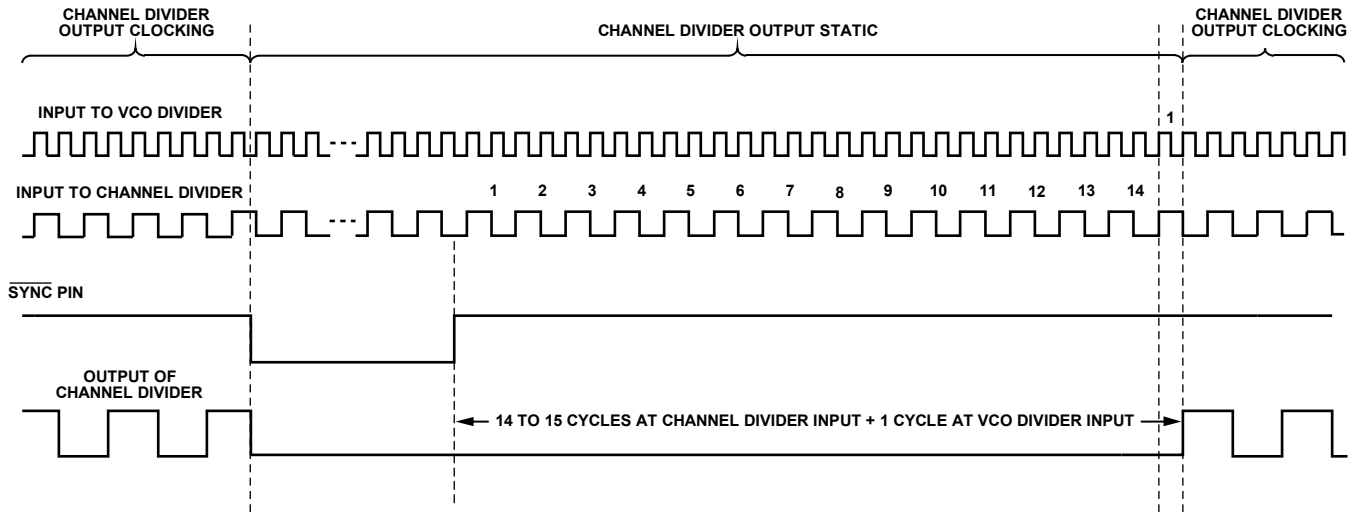 CHANNEL DIVIDER
OUTPUT CLOCKING
CHANNEL DIVIDER OUTPUT STATIC
CHANNEL DIVIDER
OUTPUT CLOCKING
INPUT TO VCO DIVIDER
1
INPUT TO CHANNEL DIVIDER
1 2 3 4 5 6 7 8 9 10 11 12 13 14
SYNC PIN
OUTPUT OF
CHANNEL DIVIDER
14 TO 15 CYCLES AT CHANNEL DIVIDER INPUT + 1 CYCLE AT VCO DIVIDER INPUT